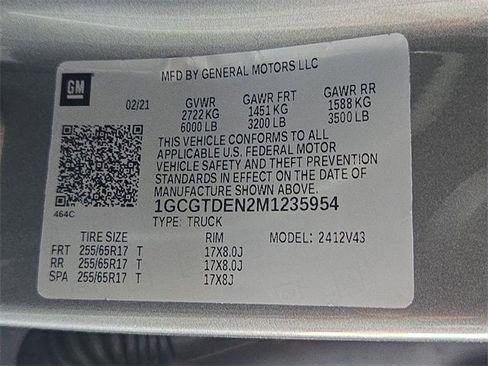 MFD BY GENERAL MOTORS LLC
GM
02/21 GVWR GAWR FRT GAWR RR
2722 KG 1451 KG 1588 KG
6000 LB 3200 LB 3500 LB
THIS VEHICLE CONFORMS TO ALL
APPLICABLE U.S. FEDERAL MOTOR
VEHICLE SAFETY AND THEFT PREVENTION
STANDARDS IN EFFECT ON THE DATE OF
MANUFACTURE SHOWN ABOVE.
464C 1GCGTDEN2M1235954
TYPE: TRUCK
TIRE SIZE RIM MODEL: 2412V43
FRT 255/65R17 T 17X8.0J
RR 255/65R17 T 17X8.0J
SPA 255/65R17 T 17X8J